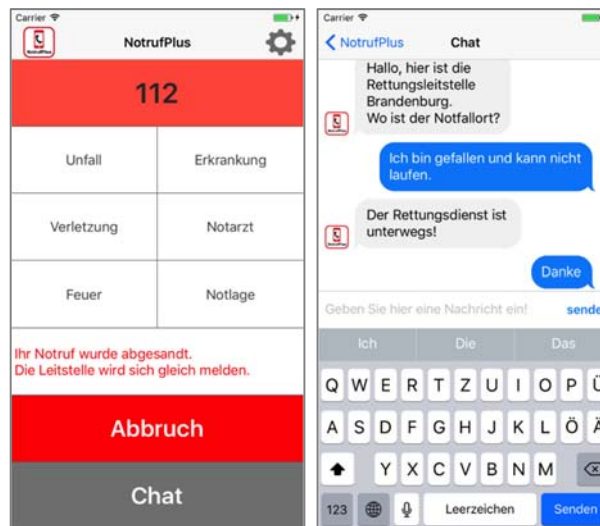 Carrier
NotrufPlus
NotrufPlus
112
Unfall
Erkrankung
Verletzung
Notarzt
Feuer
Notlage
Ihr Notruf wurde abgesandt.
Die Leitstelle wird sich gleich melden.
Abbruch
Chat
Carrier
NotrufPlus
Chat
Hallo, hier ist die
Rettungsleitstelle
Brandenburg.
Wo ist der Notfallort?
Ich bin gefallen und kann nicht
laufen.
Der Rettungsdienst ist
unterwegs!
Danke
Geben Sie hier eine Nachricht ein! sende
Ich Die Das
Q W E R T Z U I O P Ü
A S D F G H J K L Ö Ä
Y X C V B N M
123 Leerzeichen Senden